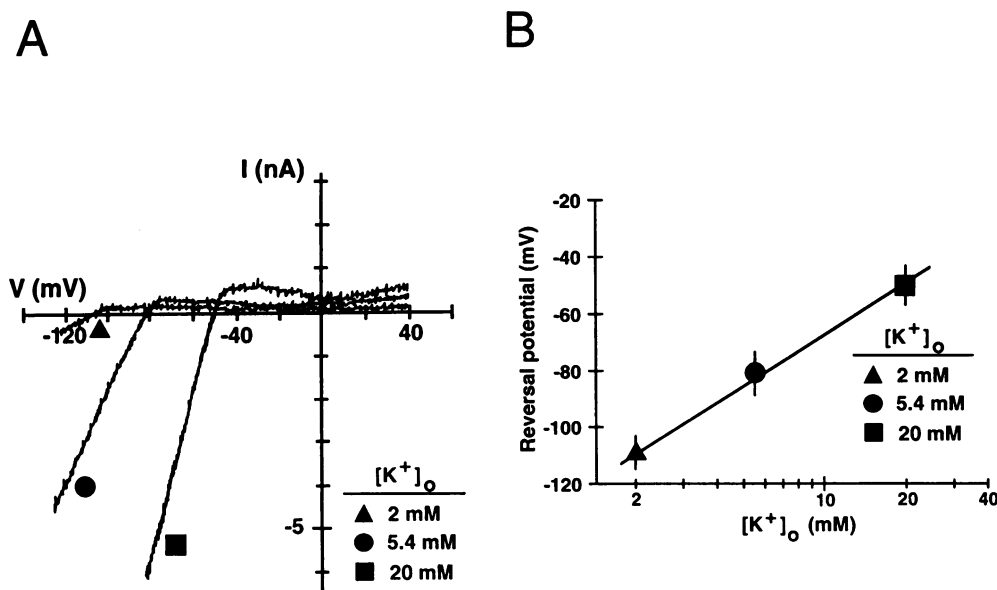 A
I (nA)
V (mV)
-120
-40
40
-5
[K⁺]ₒ
▲ 2 mM
● 5.4 mM
■ 20 mM
B
Reversal potential (mV)
-20
-40
-60
-80
-100
-120
2
10
20
40
[K⁺]ₒ (mM)
[K⁺]ₒ
▲ 2 mM
● 5.4 mM
■ 20 mM